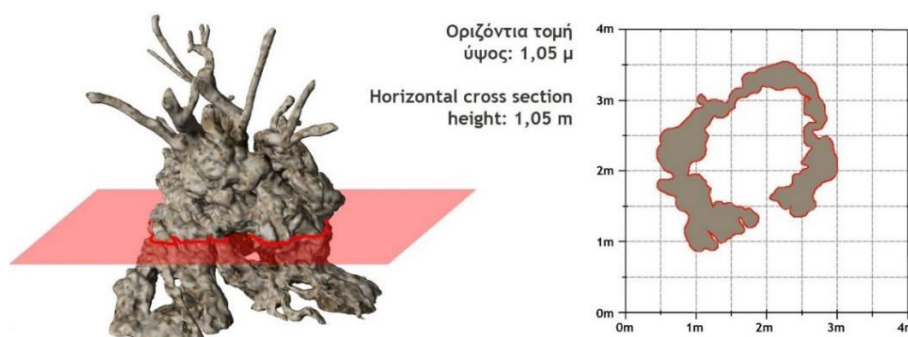 Οριζόντια τομή
ύψος: 1,05 μ
Horizontal cross section
height: 1,05 m
4m
3m
2m
1m
0m
0m 1m 2m 3m 4m